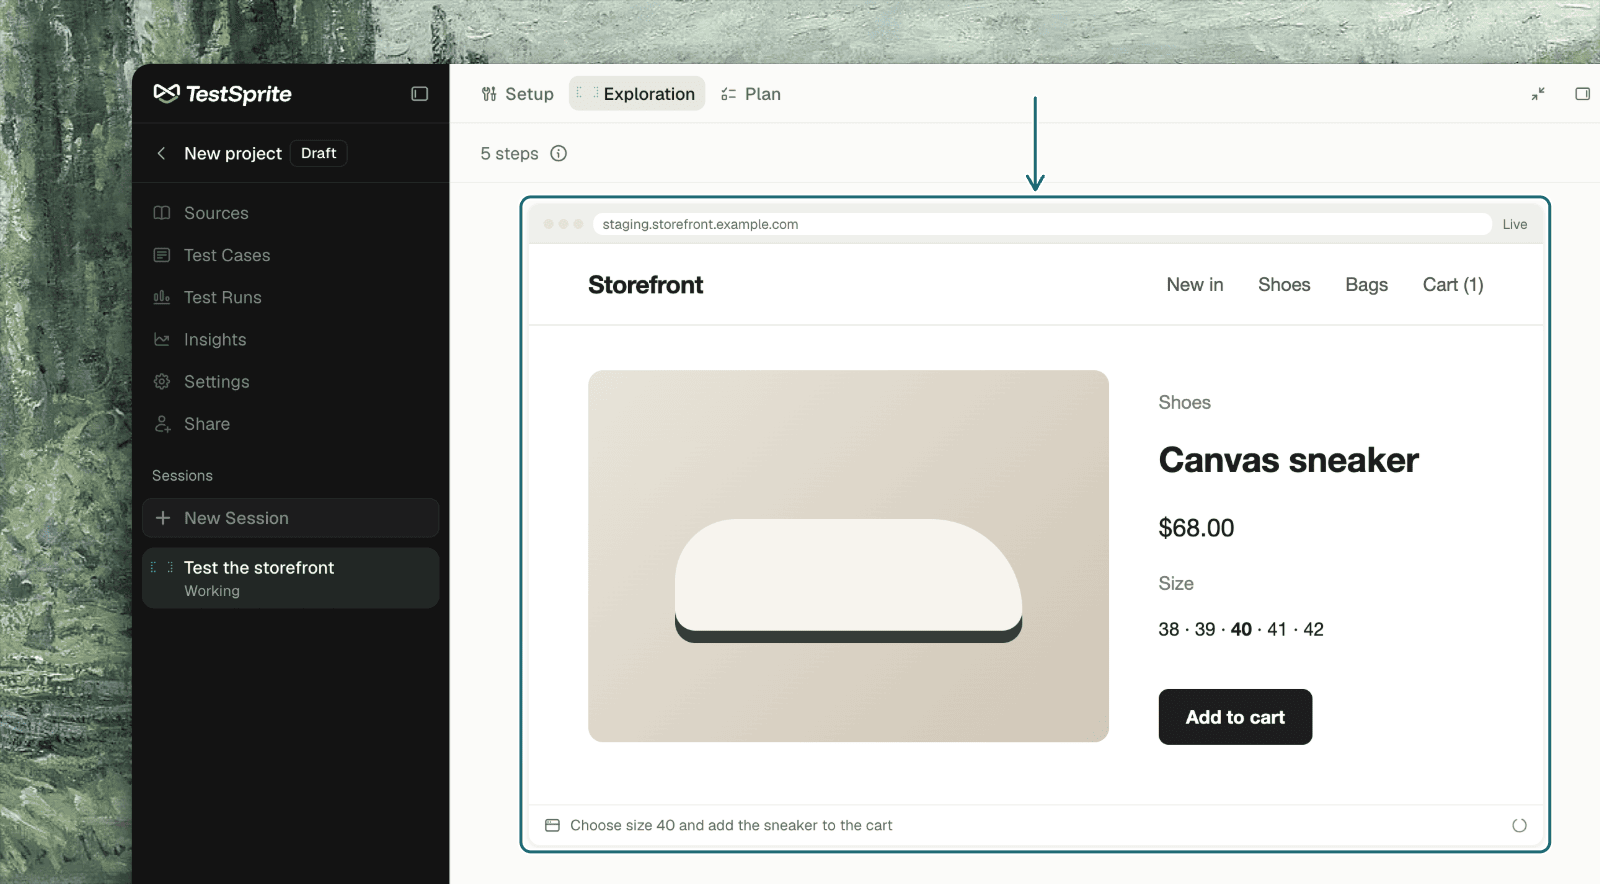 TestSprite
Setup
Exploration
Plan
New project
Draft
5 steps
Sources
Test Cases
Test Runs
Insights
Settings
Share
Sessions
New Session
Test the storefront
Working
staging.storefront.example.com
Live
Storefront
New in
Shoes
Bags
Cart (1)
Shoes
Canvas sneaker
$68.00
Size
38 · 39 · 40 · 41 · 42
Add to cart
Choose size 40 and add the sneaker to the cart